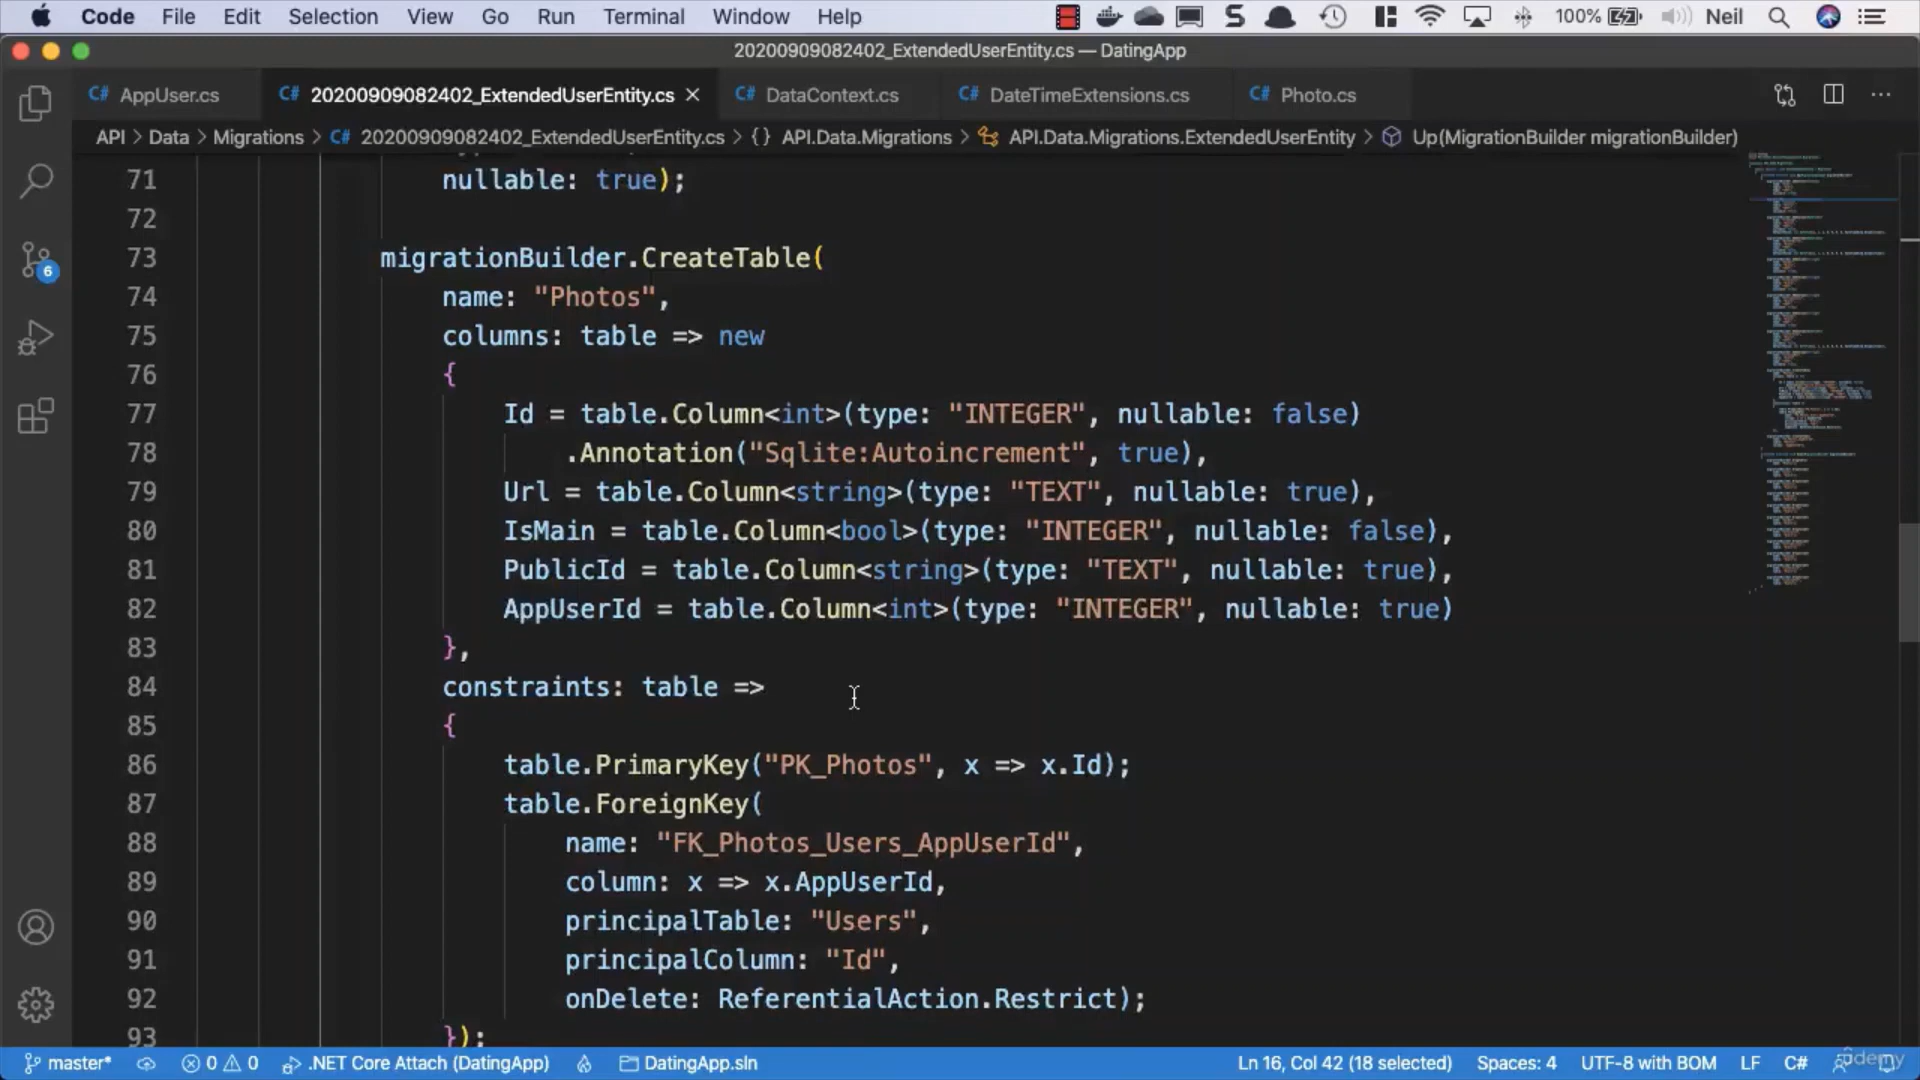 Code File Edit Selection View Go Run Terminal Window Help 100% Neil
20200909082402_ExtendedUserEntity.cs — DatingApp
C# AppUser.cs C# 20200909082402_ExtendedUserEntity.cs C# DataContext.cs C# DateTimeExtensions.cs C# Photo.cs
API > Data > Migrations > C# 20200909082402_ExtendedUserEntity.cs > {} API.Data.Migrations > API.Data.Migrations.ExtendedUserEntity > Up(MigrationBuilder migrationBuilder)
71 nullable: true);
72
73 migrationBuilder.CreateTable(
74 name: "Photos",
75 columns: table => new
76 {
77 Id = table.Column<int>(type: "INTEGER", nullable: false)
78 .Annotation("Sqlite:Autoincrement", true),
79 Url = table.Column<string>(type: "TEXT", nullable: true),
80 IsMain = table.Column<bool>(type: "INTEGER", nullable: false),
81 PublicId = table.Column<string>(type: "TEXT", nullable: true),
82 AppUserId = table.Column<int>(type: "INTEGER", nullable: true)
83 },
84 constraints: table =>
85 {
86 table.PrimaryKey("PK_Photos", x => x.Id);
87 table.ForeignKey(
88 name: "FK_Photos_Users_AppUserId",
89 column: x => x.AppUserId,
90 principalTable: "Users",
91 principalColumn: "Id",
92 onDelete: ReferentialAction.Restrict);
93 });
6
master* 0 0 .NET Core Attach (DatingApp) DatingApp.sln Ln 16, Col 42 (18 selected) Spaces: 4 UTF-8 with BOM LF C# udemy